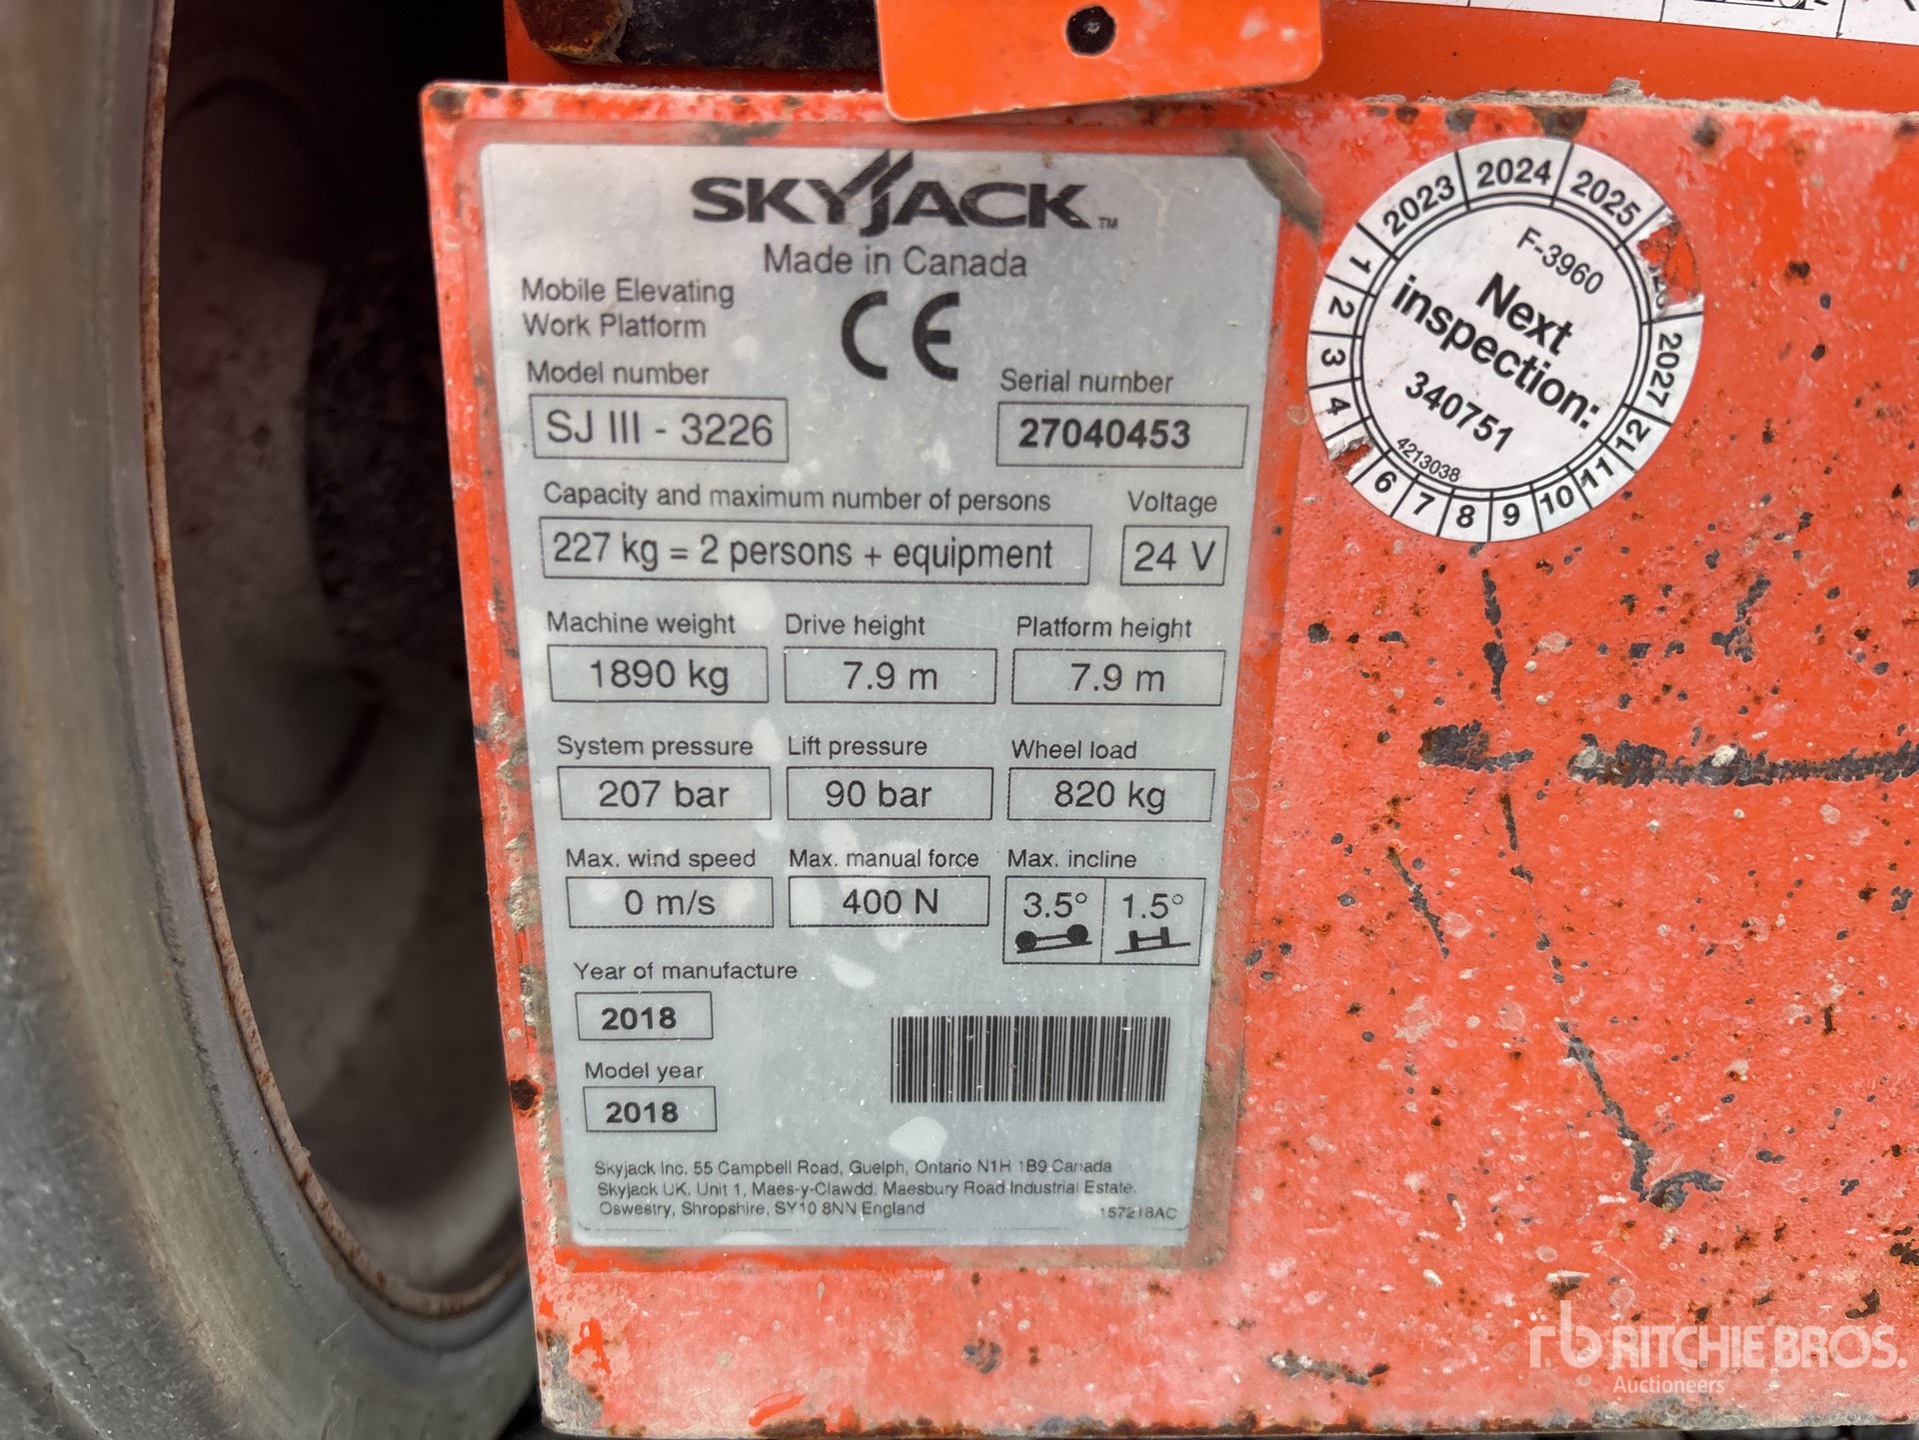 SKYJACK™
Made in Canada
Mobile Elevating
Work Platform
CE
Model number
SJ III - 3226
Serial number
27040453
Capacity and maximum number of persons
227 kg = 2 persons + equipment
Voltage
24 V
Machine weight
1890 kg
Drive height
7.9 m
Platform height
7.9 m
System pressure
207 bar
Lift pressure
90 bar
Wheel load
820 kg
Max. wind speed
0 m/s
Max. manual force
400 N
Max. incline
3.5°
1.5°
Year of manufacture
2018
Model year
2018
Skyjack Inc. 55 Campbell Road, Guelph, Ontario N1H 1B9 Canada
Skyjack UK. Unit 1, Maes-y-Clawdd. Maesbury Road Industrial Estate.
Oswestry, Shropshire, SY10 8NN England
157218AC
2023 2024 2025 2027
1 2 3 4 6 7 8 9 10 11 12
F-3960
Next
inspection:
340751
4213038
rb RITCHIE BROS.
Auctioneers